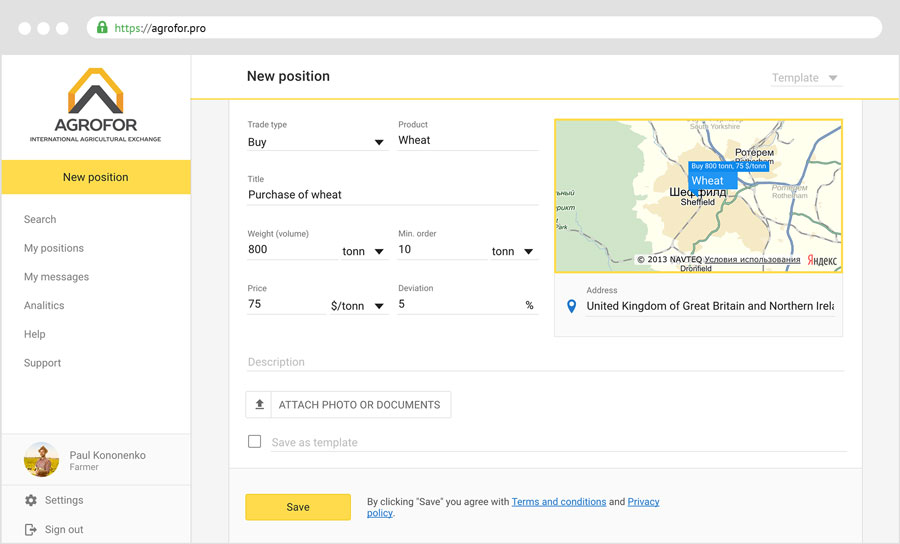 https://agrofor.pro
AGROFOR
INTERNATIONAL AGRICULTURAL EXCHANGE
New position
Search
My positions
My messages
Analitics
Help
Support
Paul Kononenko
Farmer
Settings
Sign out
New position
Template
Trade type
Buy
Product
Wheat
Title
Purchase of wheat
Weight (volume)
800
tonn
Min. order
10
tonn
Price
75
$/tonn
Deviation
5
%
South Yorkshire
Ротерем
Rotherham
Buy 800 tonn, 75 $/tonn
Wheat
Шеффилд
Sheffield
Ротерем
Rotherham
ьный
рикт
Park
© 2013 NAVTEQ Условия использования
Яндекс
Dronfield
Address
United Kingdom of Great Britain and Northern Irela
Description
ATTACH PHOTO OR DOCUMENTS
Save as template
Save
By clicking "Save" you agree with Terms and conditions and Privacy
policy.